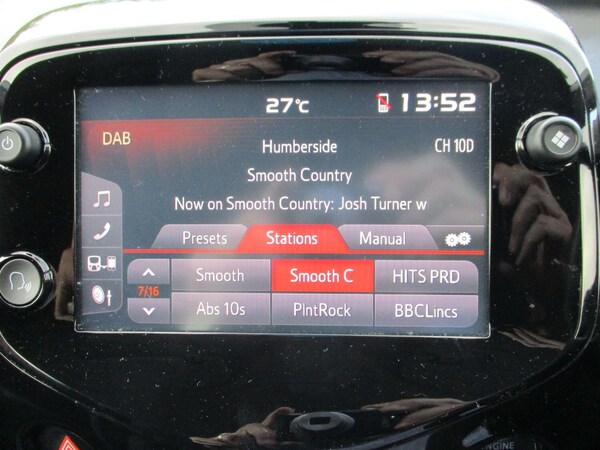 27°C 13:52
DAB
Humberside CH 10D
Smooth Country
Now on Smooth Country: Josh Turner w
Presets Stations Manual
Smooth Smooth C HITS PRD
7/16
Abs 10s PlntRock BBCLincs
ENGINE